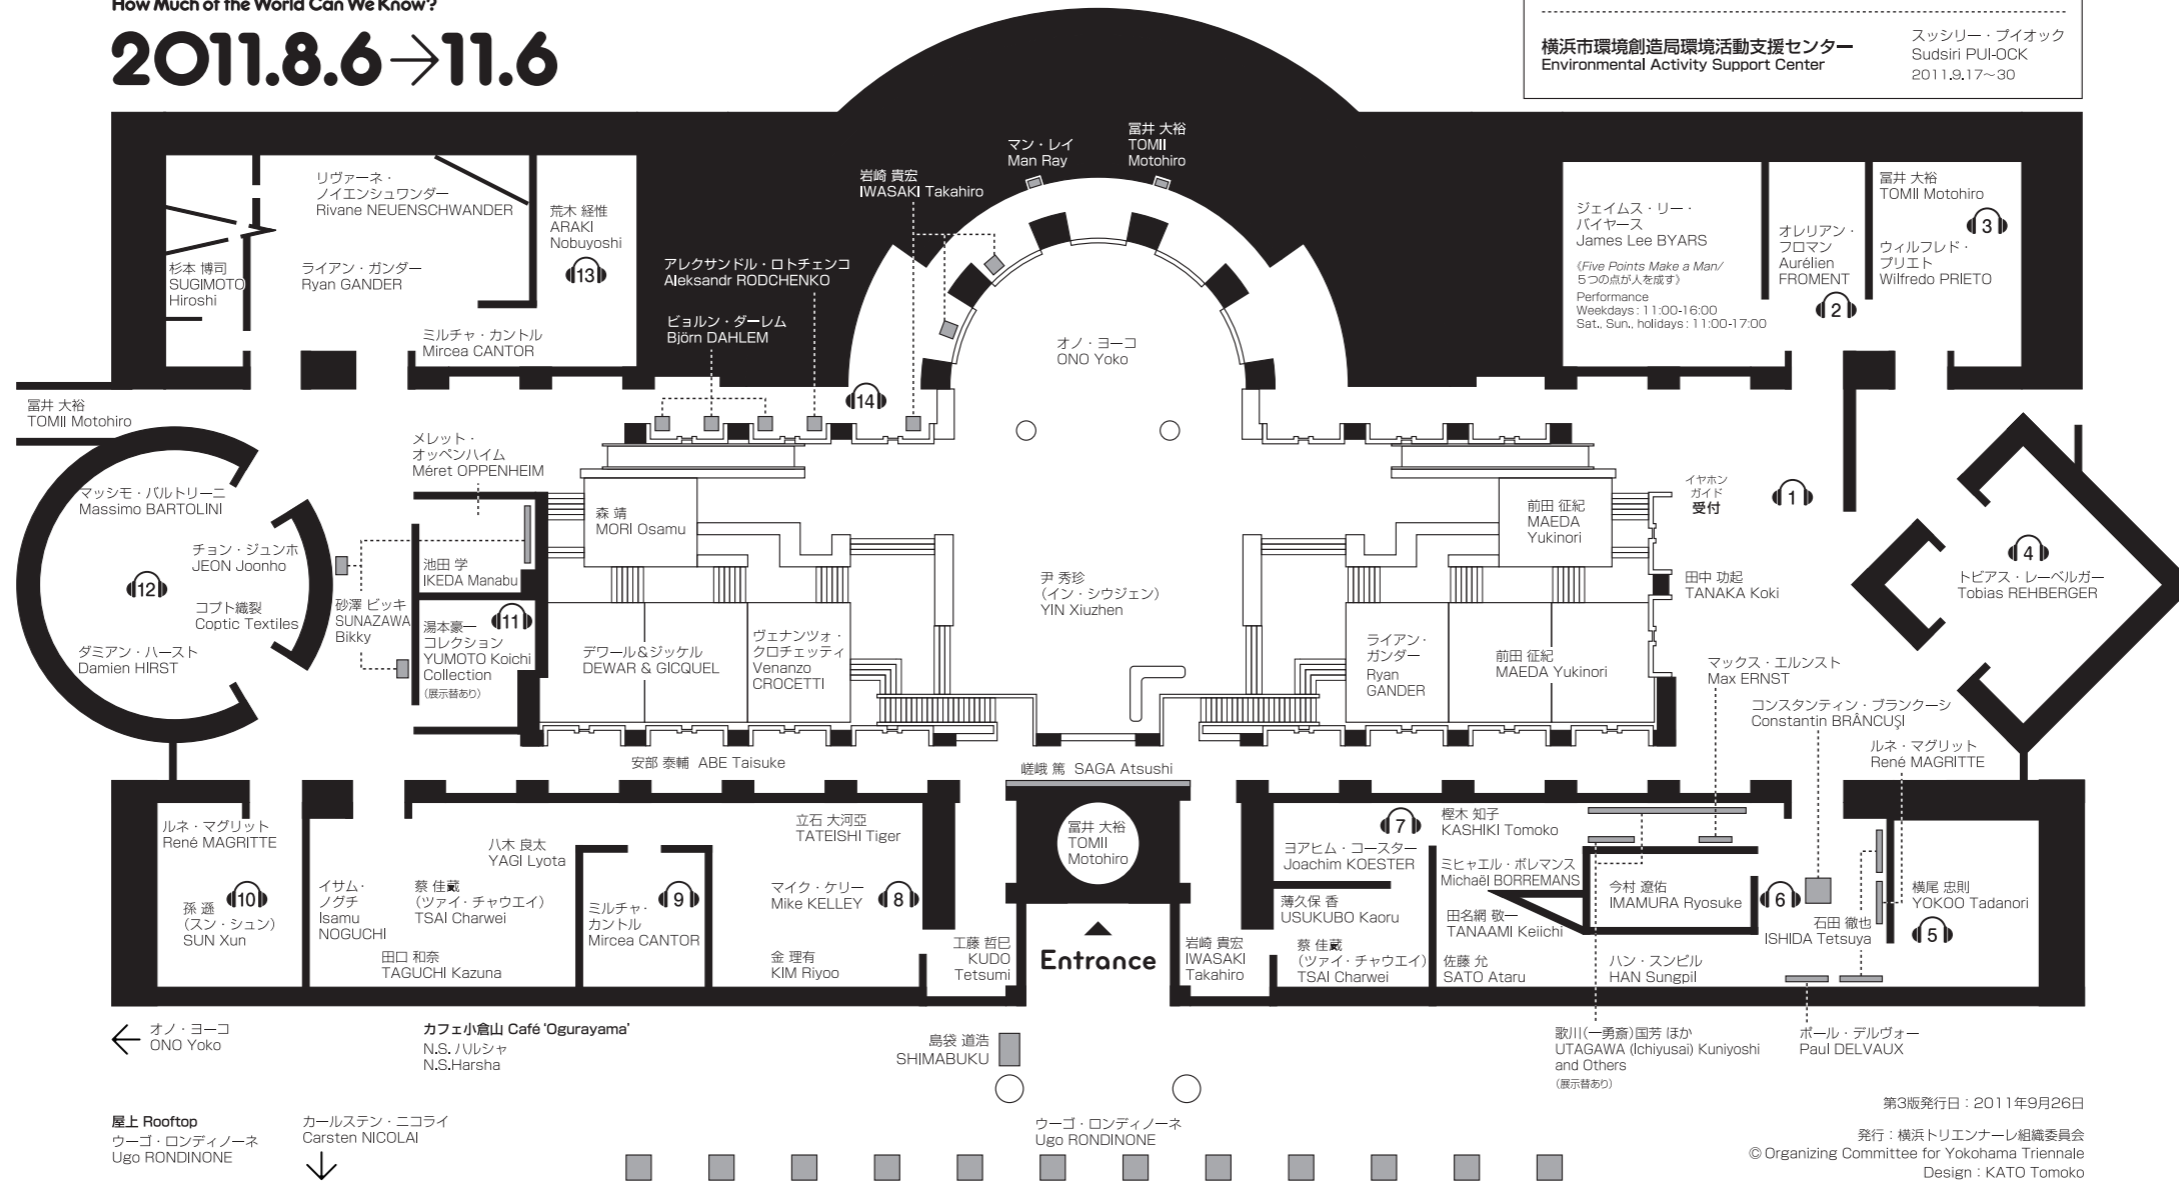 How Much of the World Can We Know?
2011.8.6→11.6
横浜市環境創造局環境活動支援センター
Environmental Activity Support Center
スッシリー・プイオック
Sudsiri PUI-OCK
2011.9.17〜30
マン・レイ
Man Ray
冨井 大裕
TOMII
Motohiro
岩崎 貴宏
IWASAKI Takahiro
リヴァーネ・
ノイエンシュワンダー
Rivane NEUENSCHWANDER
荒木 経惟
ARAKI
Nobuyoshi
13
杉本 博司
SUGIMOTO
Hiroshi
ライアン・ガンダー
Ryan GANDER
ミルチャ・カントル
Mircea CANTOR
アレクサンドル・ロトチェンコ
Aleksandr RODCHENKO
ビョルン・ダーレム
Björn DAHLEM
オノ・ヨーコ
ONO Yoko
14
ジェイムス・リー・
バイヤース
James Lee BYARS
《Five Points Make a Man/
5つの点が人を成す》
Performance
Weekdays : 11:00-16:00
Sat., Sun., holidays : 11:00-17:00
オレリアン・
フロマン
Aurélien
FROMENT
2
冨井 大裕
TOMII Motohiro
3
ウィルフレド・
プリエト
Wilfredo PRIETO
冨井 大裕
TOMII Motohiro
メレット・
オッペンハイム
Méret OPPENHEIM
マッシモ・バルトリーニ
Massimo BARTOLINI
チョン・ジュンホ
JEON Joonho
12
コプト織裂
Coptic Textiles
ダミアン・ハースト
Damien HIRST
砂澤 ビッキ
SUNAZAWA
Bikky
池田 学
IKEDA Manabu
11
湯本豪一
コレクション
YUMOTO Koichi
Collection
(展示替あり)
森 靖
MORI Osamu
デワール&ジッケル
DEWAR & GICQUEL
ヴェナンツォ・
クロチェッティ
Venanzo
CROCETTI
尹 秀珍
(イン・シウジェン)
YIN Xiuzhen
前田 征紀
MAEDA
Yukinori
ライアン・
ガンダー
Ryan
GANDER
前田 征紀
MAEDA Yukinori
イヤホン
ガイド
受付
1
田中 功起
TANAKA Koki
4
トビアス・レーベルガー
Tobias REHBERGER
マックス・エルンスト
Max ERNST
コンスタンティン・ブランクーシ
Constantin BRÂNCUŞI
ルネ・マグリット
René MAGRITTE
安部 泰輔 ABE Taisuke
嵯峨 篤 SAGA Atsushi
ルネ・マグリット
René MAGRITTE
10
孫 遜
(スン・シュン)
SUN Xun
イサム・
ノグチ
Isamu
NOGUCHI
八木 良太
YAGI Lyota
蔡 佳葳
(ツァイ・チャウエイ)
TSAI Charwei
田口 和奈
TAGUCHI Kazuna
9
ミルチャ・
カントル
Mircea CANTOR
立石 大河亞
TATEISHI Tiger
マイク・ケリー
Mike KELLEY
8
金 理有
KIM Riyoo
工藤 哲巳
KUDO
Tetsumi
冨井 大裕
TOMII
Motohiro
Entrance
岩崎 貴宏
IWASAKI
Takahiro
7
ヨアヒム・コースター
Joachim KOESTER
薄久保 香
USUKUBO Kaoru
蔡 佳葳
(ツァイ・チャウエイ)
TSAI Charwei
樫木 知子
KASHIKI Tomoko
ミヒャエル・ボレマンス
Michaël BORREMANS
田名網 敬一
TANAAMI Keiichi
佐藤 允
SATO Ataru
今村 遼佑
IMAMURA Ryosuke
ハン・スンピル
HAN Sungpil
6
石田 徹也
ISHIDA Tetsuya
横尾 忠則
YOKOO Tadanori
5
オノ・ヨーコ
ONO Yoko
カフェ小倉山 Café 'Ogurayama'
N.S. ハルシャ
N.S.Harsha
島袋 道浩
SHIMABUKU
歌川(一勇斎)国芳 ほか
UTAGAWA (Ichiyusai) Kuniyoshi
and Others
(展示替あり)
ポール・デルヴォー
Paul DELVAUX
屋上 Rooftop
ウーゴ・ロンディノーネ
Ugo RONDINONE
カールステン・ニコライ
Carsten NICOLAI
ウーゴ・ロンディノーネ
Ugo RONDINONE
第3版発行日:2011年9月26日
発行:横浜トリエンナーレ組織委員会
© Organizing Committee for Yokohama Triennale
Design : KATO Tomoko